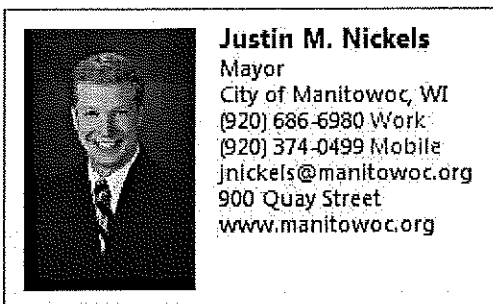 Justin M. Nickels
Mayor
City of Manitowoc, WI
(920) 686-6980 Work
(920) 374-0499 Mobile
jnickels@manitowoc.org
900 Quay Street
www.manitowoc.org